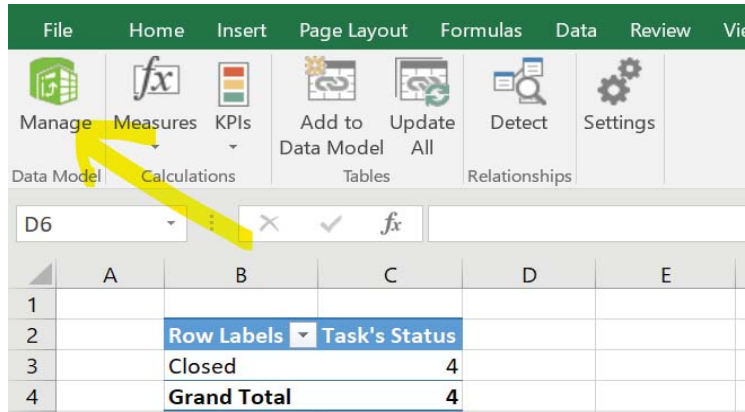 File Home Insert Page Layout Formulas Data Review
fx
Manage Measures KPIs Add to Update Detect Settings
Data Model All
Data Model Calculations Tables Relationships
D6 fx
A B C D E
1
2 Row Labels Task's Status
3 Closed 4
4 Grand Total 4